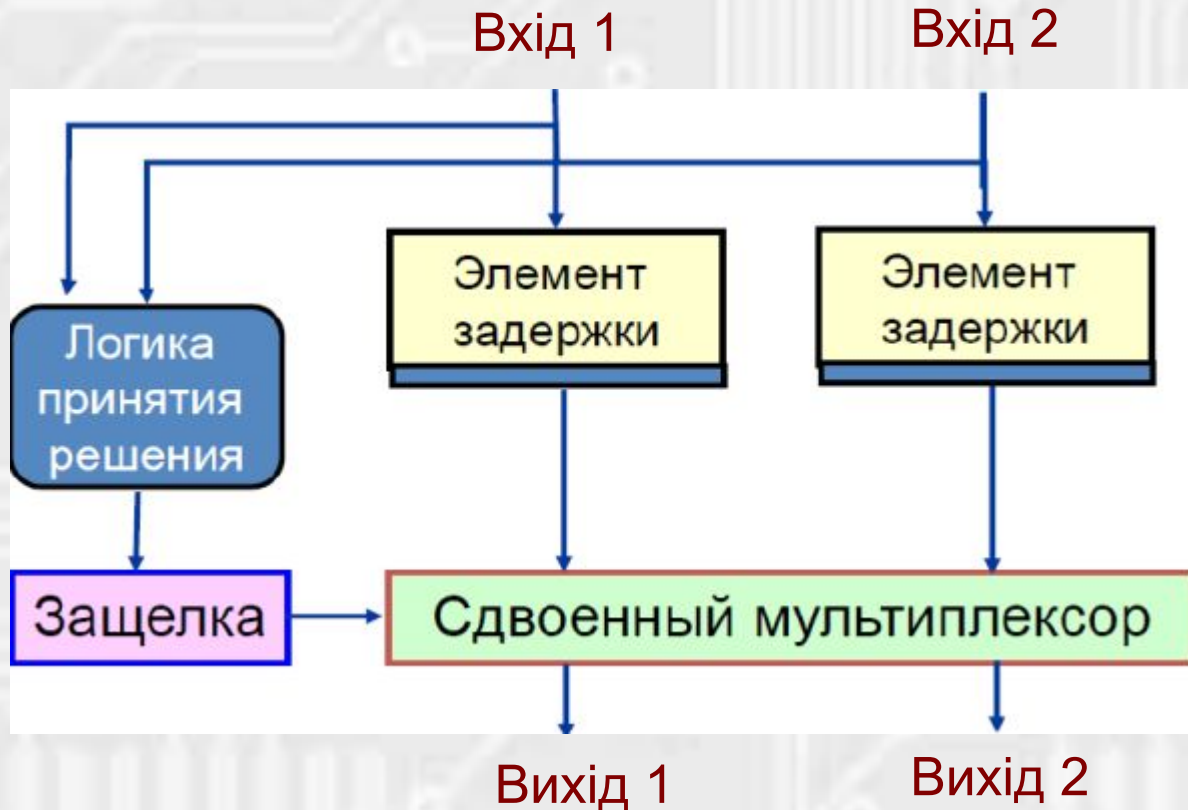 Вхід 1
Вхід 2
Элемент
задержки
Элемент
задержки
Логика
принятия
решения
Защелка
Сдвоенный мультиплексор
Вихід 1
Вихід 2